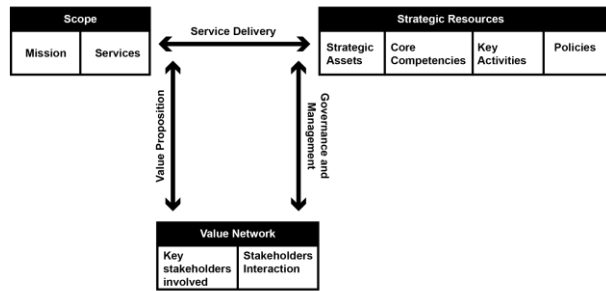 Scope
Mission
Services
Service Delivery
Strategic Resources
Strategic
Assets
Core
Competencies
Key
Activities
Policies
Value Proposition
Governance and
Management
Value Network
Key
stakeholders
involved
Stakeholders
Interaction